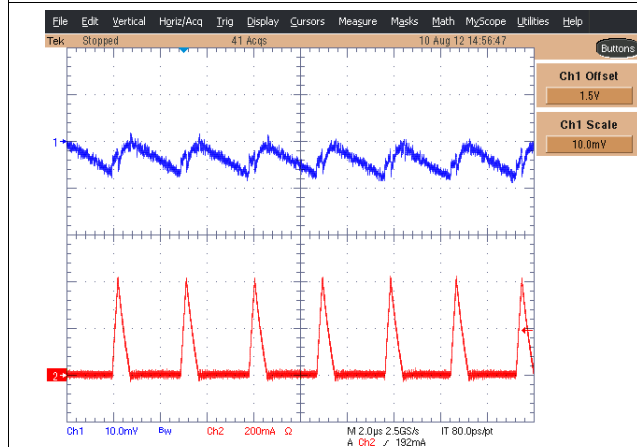 File Edit Vertical Horiz/Acq Trig Display Cursors Measure Masks Math MyScope Utilities Help
Tek Stopped 41 Acqs 10 Aug 12 14:56:47
Buttons
Ch1 Offset
1.5V
Ch1 Scale
10.0mV
1
2
Ch1 10.0mV Bw Ch2 200mA Ω M 2.0µs 2.5GS/s IT 80.0ps/pt
A Ch2 ∕ 192mA